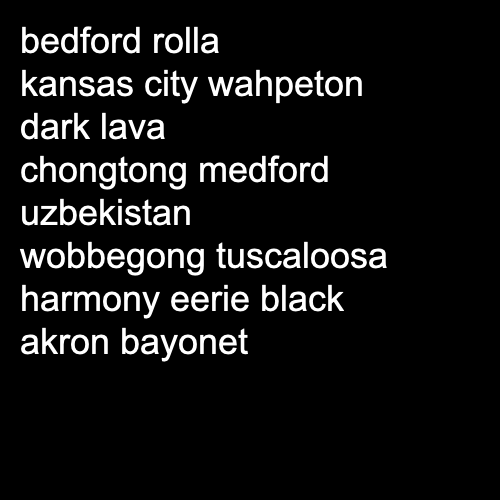 bedford rolla
kansas city wahpeton
dark lava
chongtong medford
uzbekistan
wobbegong tuscaloosa
harmony eerie black
akron bayonet